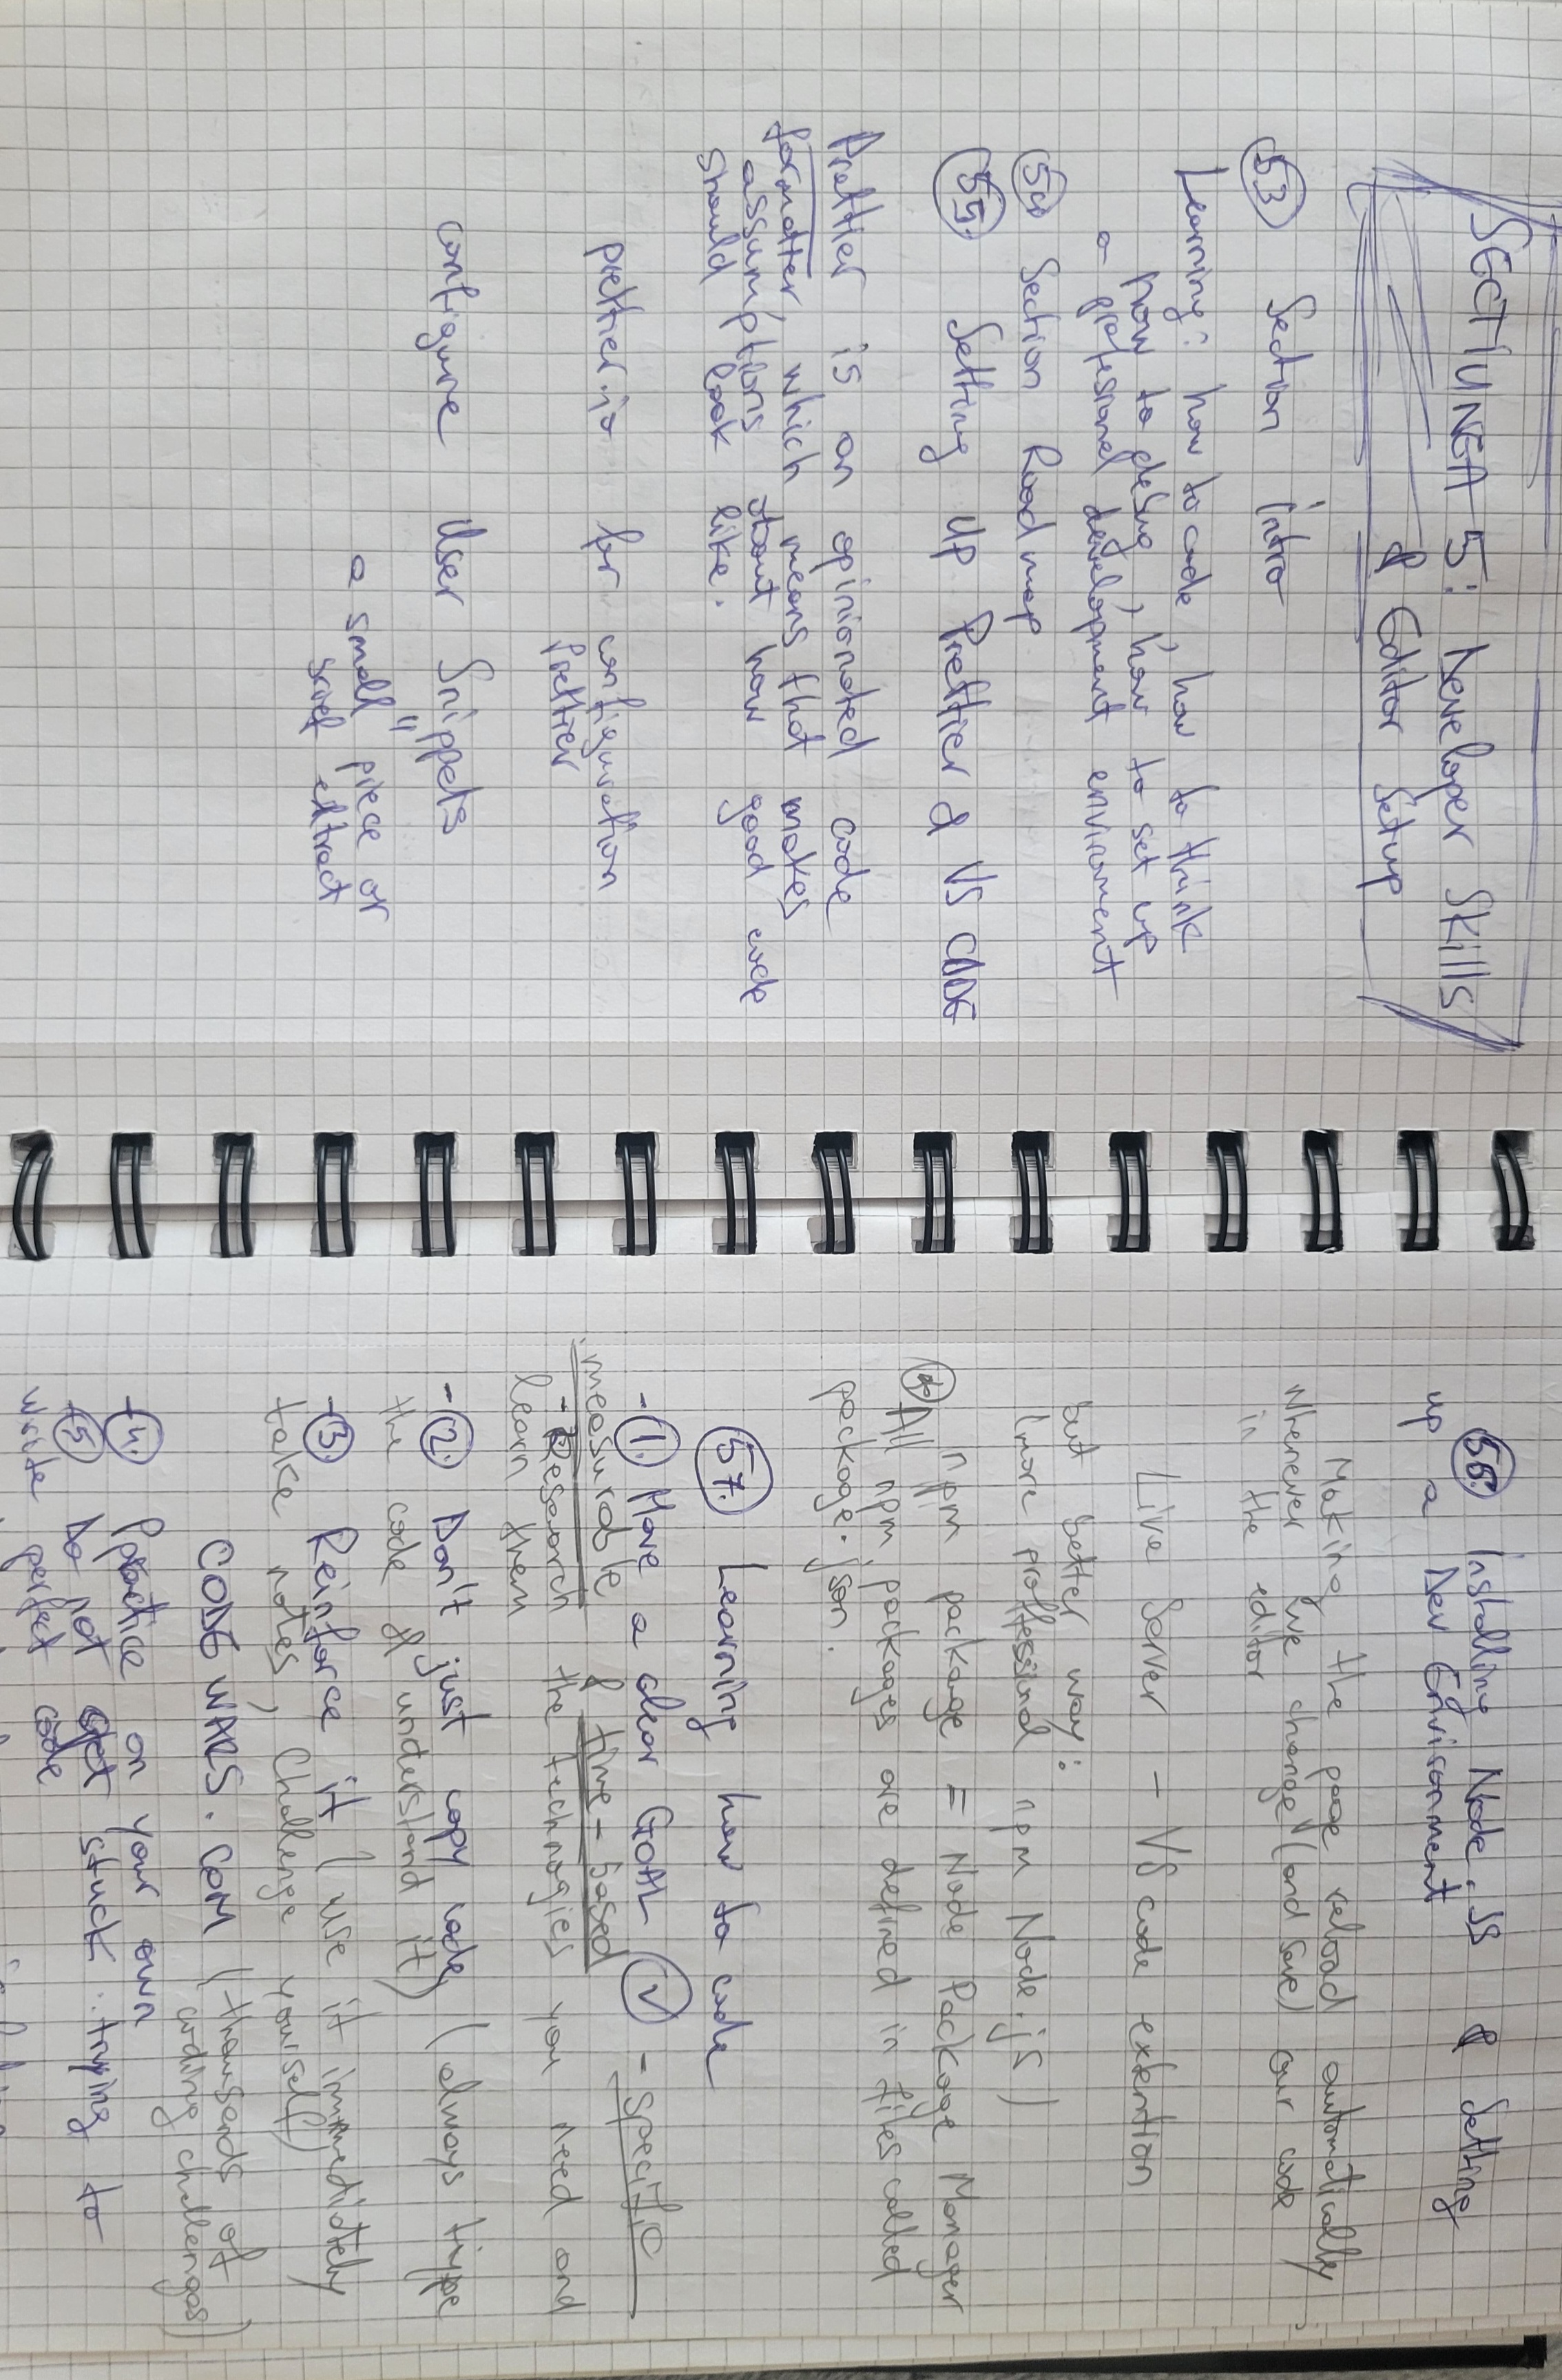 SECTIUNEA 5: Developer Skills
& Editor Setup
53 Section Intro
Learning: how to code, how to think
how to debug, how to set up
a profesional development enviroment
54 Section Roadmap
55. Setting up Prettier & VS CODE
Prettier is an opinionated code
formatter, which means that makes
assumptions about how good code
should look like.
prettier.io for configuration
Prettier
configure User Snippets
a small piece or
brief extract
56. Installing Node.JS & Setting
up a Dev Environment
Making the page reload automatically
whenever we change (and save) our code
in the editor
Live Server - VS code extention
but better way:
(more proffessional npm Node.js)
npm package = Node Package Manager
* All npm packages are defined in files called
package.json.
57. Learning how to code
- 1. Have a clear GOAL - Specific
measurable & time-based
- Research the technogies you need and
learn them
- 2. Don't just copy code, (always type
the code & understand it)
- 3. Reinforce it (use it immediately
take notes, Challenge yourself)
CODEWARS.COM (thousands of
coding challenges)
4. Practice on your own
5. Do not get stuck trying to
write perfect code